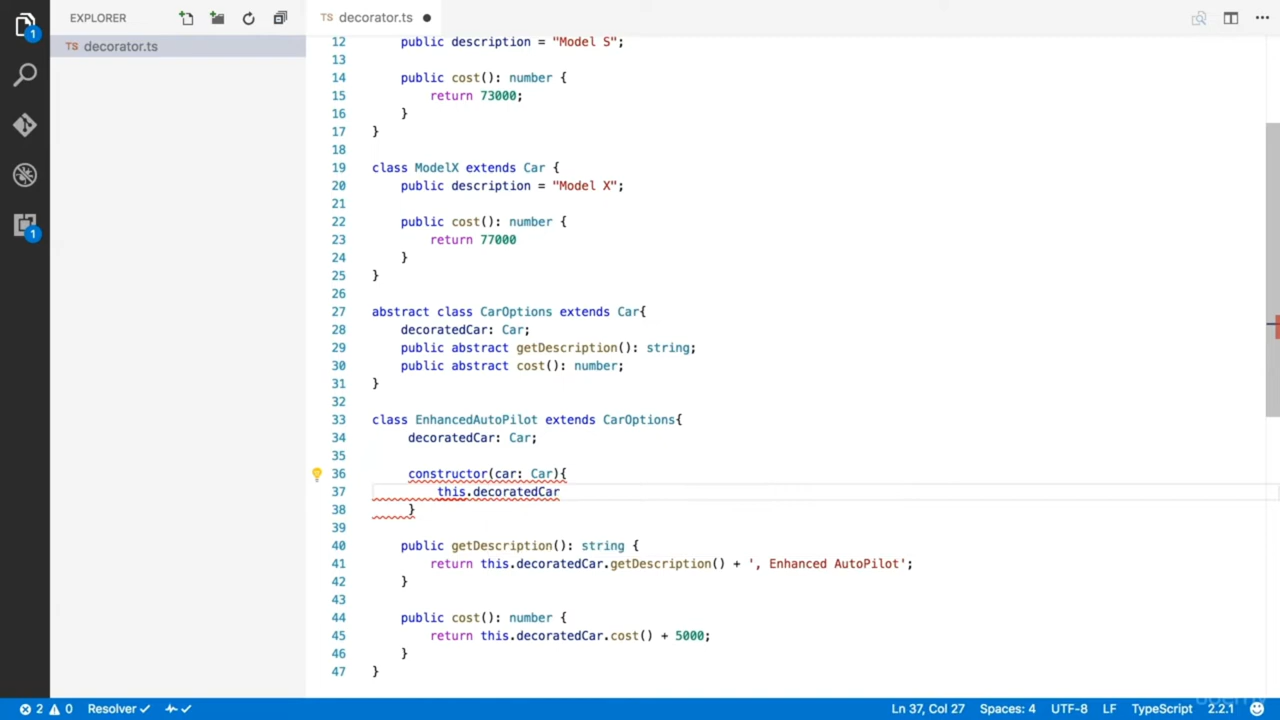 EXPLORER
TS decorator.ts
1
TS decorator.ts
1
12 public description = "Model S";
13
14 public cost(): number {
15 return 73000;
16 }
17 }
18
19 class ModelX extends Car {
20 public description = "Model X";
21
22 public cost(): number {
23 return 77000
24 }
25 }
26
27 abstract class CarOptions extends Car{
28 decoratedCar: Car;
29 public abstract getDescription(): string;
30 public abstract cost(): number;
31 }
32
33 class EnhancedAutoPilot extends CarOptions{
34 decoratedCar: Car;
35
36 constructor(car: Car){
37 this.decoratedCar
38 }
39
40 public getDescription(): string {
41 return this.decoratedCar.getDescription() + ', Enhanced AutoPilot';
42 }
43
44 public cost(): number {
45 return this.decoratedCar.cost() + 5000;
46 }
47 }
2 0 Resolver Ln 37, Col 27 Spaces: 4 UTF-8 LF TypeScript 2.2.1